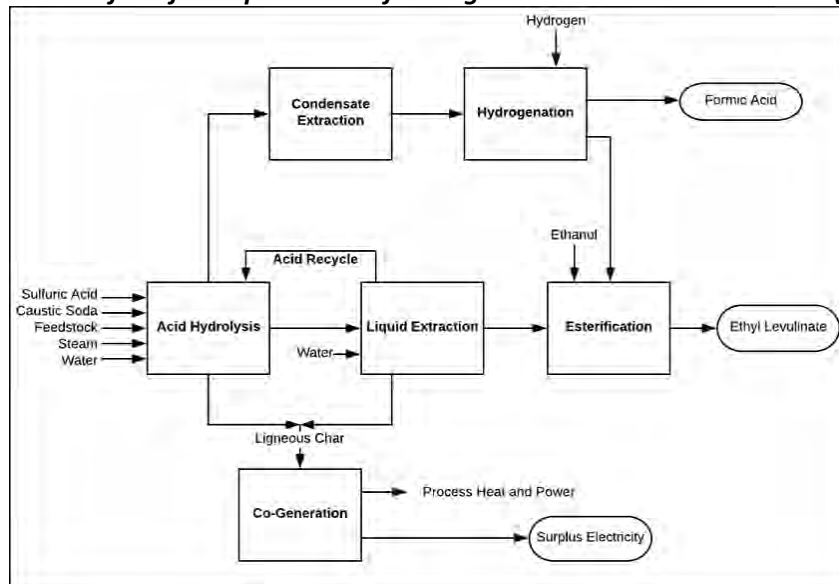 Hydrogen
Condensate
Extraction
Hydrogenation
Formic Acid
Ethanol
Acid Recycle
Sulfuric Acid
Caustic Soda
Feedstock
Steam
Water
Acid Hydrolysis
Liquid Extraction
Water
Esterification
Ethyl Levulinate
Ligneous Char
Co-Generation
Process Heat and Power
Surplus Electricity